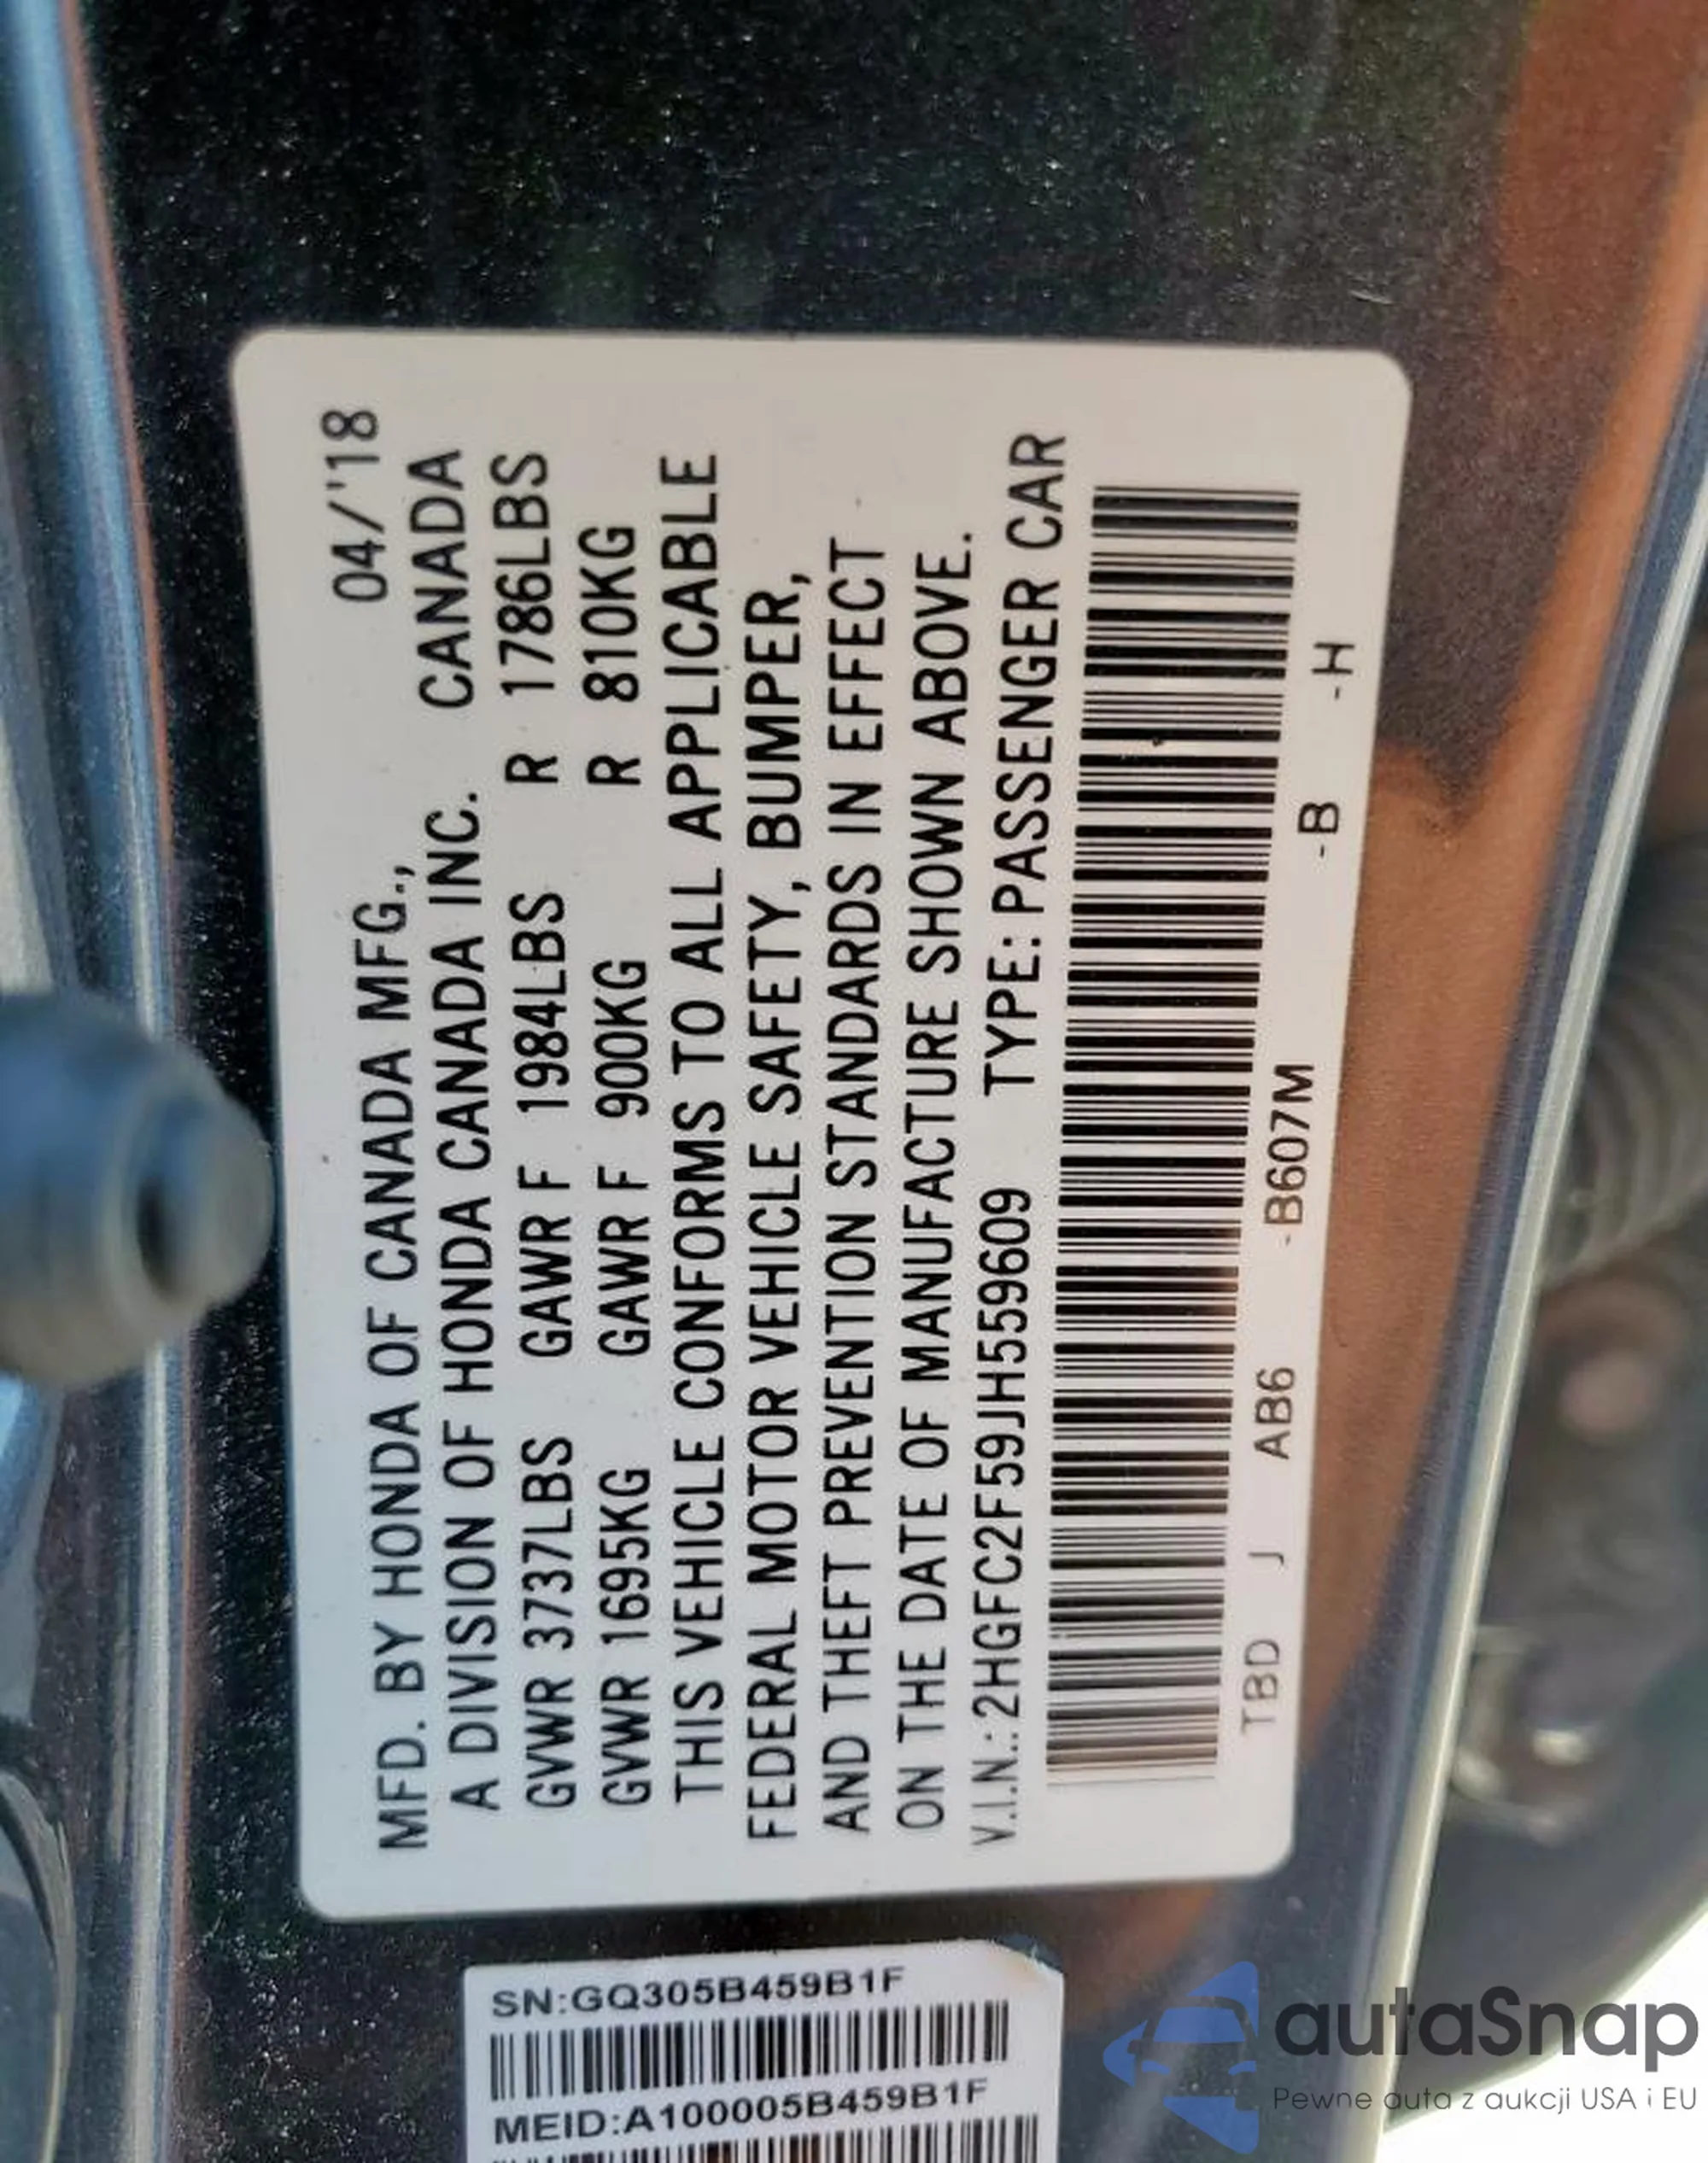 04/'18
MFD. BY HONDA OF CANADA MFG.,
A DIVISION OF HONDA CANADA INC. CANADA
GVWR 3737LBS GAWR F 1984LBS R 1786LBS
GVWR 1695KG GAWR F 900KG R 810KG
THIS VEHICLE CONFORMS TO ALL APPLICABLE
FEDERAL MOTOR VEHICLE SAFETY, BUMPER,
AND THEFT PREVENTION STANDARDS IN EFFECT
ON THE DATE OF MANUFACTURE SHOWN ABOVE.
V.I.N.: 2HGFC2F59JH559609 TYPE: PASSENGER CAR
TBD J AB6 -B607M -B -H
SN:GQ305B459B1F
MEID:A100005B459B1F
autaSnap
Pewne auta z aukcji USA i EU